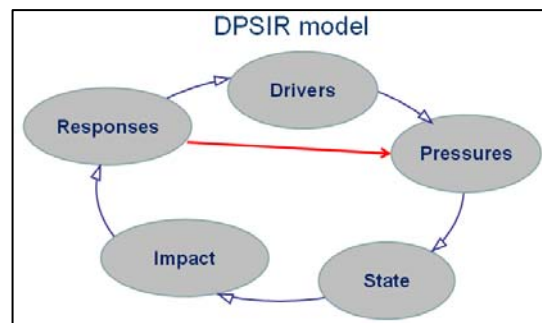 DPSIR model
Drivers
Responses
Pressures
Impact
State